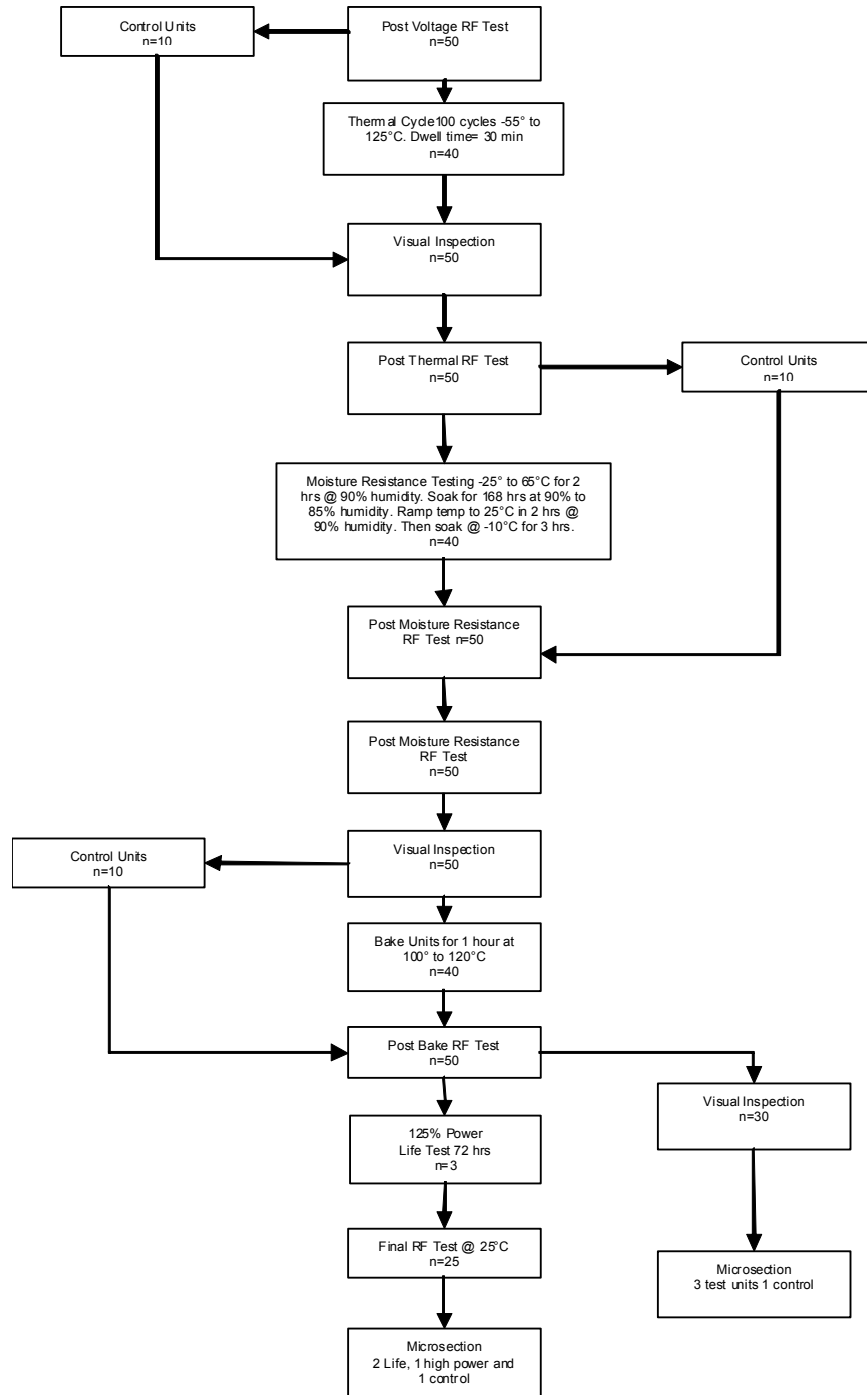 Control Units
n=10
Post Voltage RF Test
n=50
Thermal Cycle100 cycles -55° to
125°C. Dwell time= 30 min
n=40
Visual Inspection
n=50
Post Thermal RF Test
n=50
Control Units
n=10
Moisture Resistance Testing -25° to 65°C for 2
hrs @ 90% humidity. Soak for 168 hrs at 90% to
85% humidity. Ramp temp to 25°C in 2 hrs @
90% humidity. Then soak @ -10°C for 3 hrs.
n=40
Post Moisture Resistance
RF Test n=50
Post Moisture Resistance
RF Test
n=50
Visual Inspection
n=50
Control Units
n=10
Bake Units for 1 hour at
100° to 120°C
n=40
Post Bake RF Test
n=50
Visual Inspection
n=30
125% Power
Life Test 72 hrs
n=3
Final RF Test @ 25°C
n=25
Microsection
3 test units 1 control
Microsection
2 Life, 1 high power and
1 control